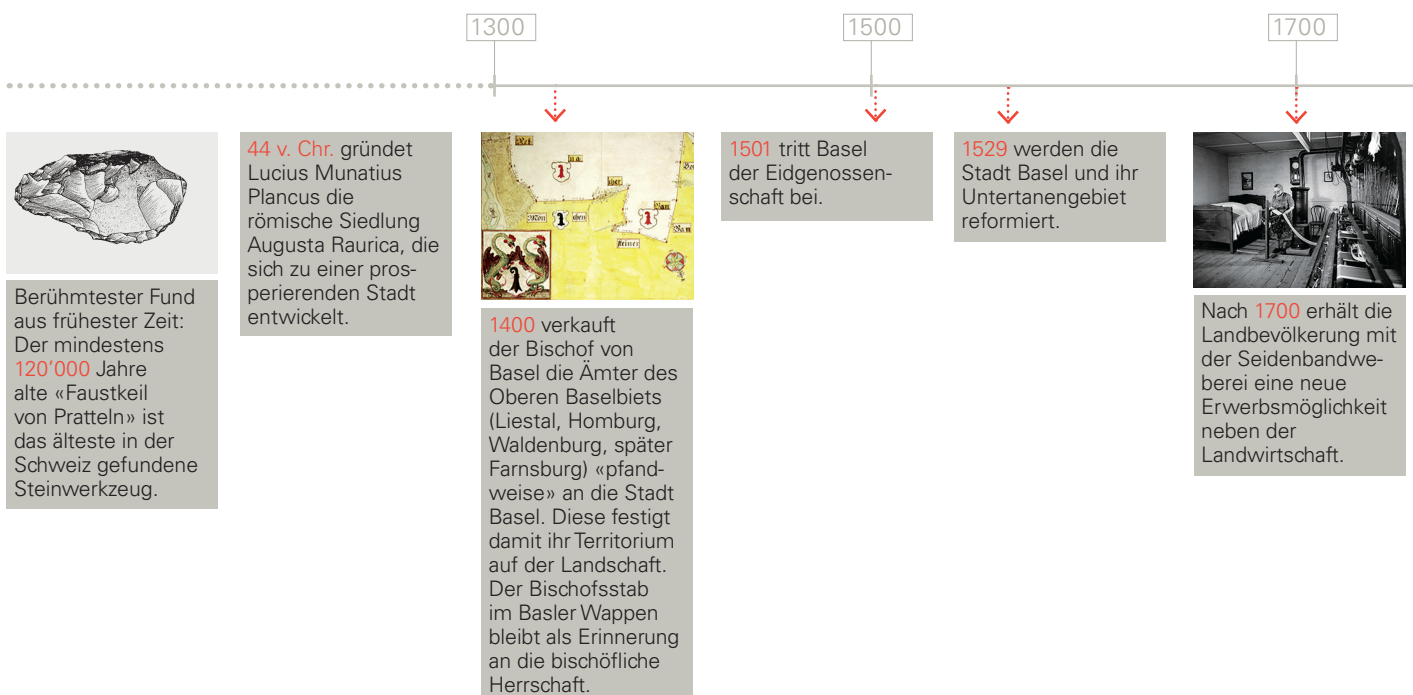 1300
1500
1700
Berühmtester Fund
aus frühester Zeit:
Der mindestens
120’000 Jahre
alte «Faustkeil
von Pratteln» ist
das älteste in der
Schweiz gefundene
Steinwerkzeug.
44 v. Chr. gründet
Lucius Munatius
Plancus die
römische Siedlung
Augusta Raurica, die
sich zu einer pros-
perierenden Stadt
entwickelt.
1400 verkauft
der Bischof von
Basel die Ämter des
Oberen Baselbiets
(Liestal, Homburg,
Waldenburg, später
Farnsburg) «pfand-
weise» an die Stadt
Basel. Diese festigt
damit ihr Territorium
auf der Landschaft.
Der Bischofsstab
im Basler Wappen
bleibt als Erinnerung
an die bischöfliche
Herrschaft.
1501 tritt Basel
der Eidgenossen-
schaft bei.
1529 werden die
Stadt Basel und ihr
Untertanengebiet
reformiert.
Nach 1700 erhält die
Landbevölkerung mit
der Seidenbandwe-
berei eine neue
Erwerbsmöglichkeit
neben der
Landwirtschaft.